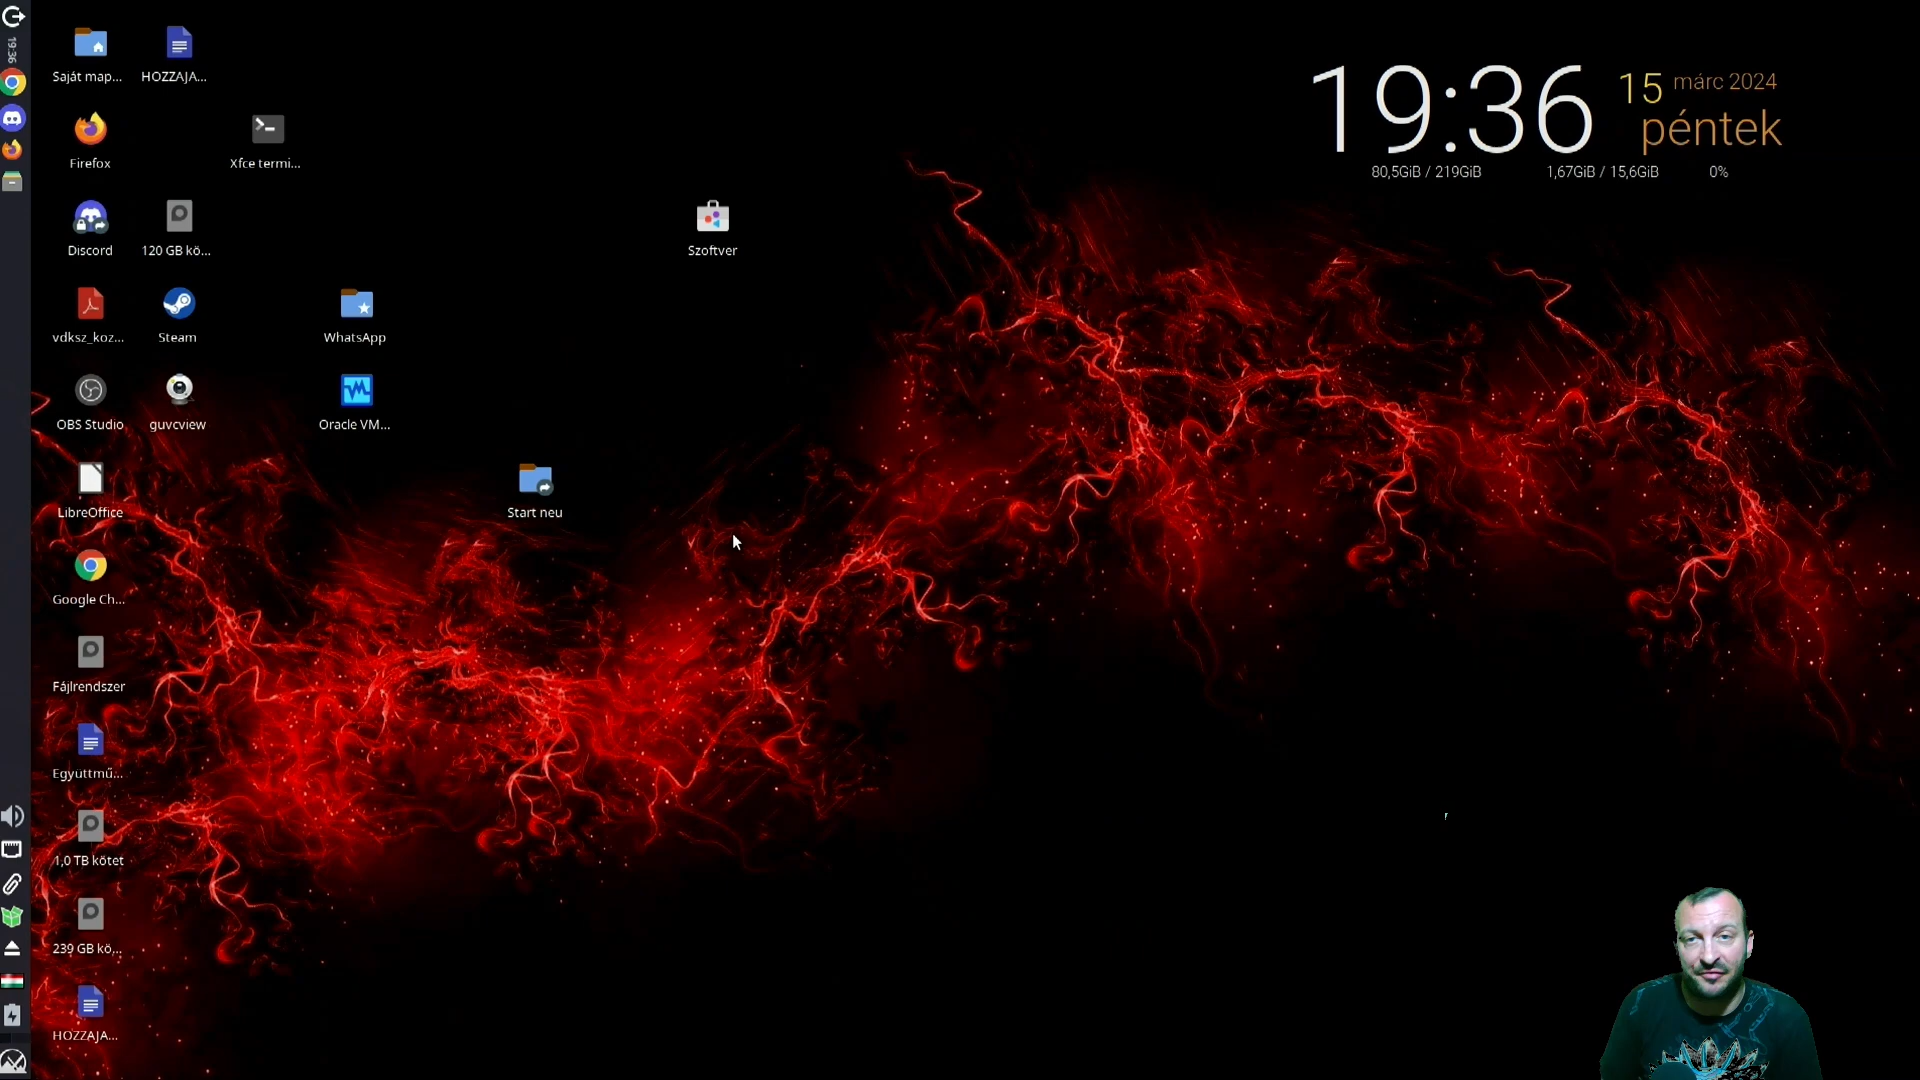 19:36
Saját map...
HOZZAJA...
Firefox
Xfce termi...
Discord
120 GB kö...
Szoftver
vdksz_koz...
Steam
WhatsApp
OBS Studio
guvcview
Oracle VM...
LibreOffice
Start neu
Google Ch...
Fájlrendszer
Együttmű...
1,0 TB kötet
239 GB kö...
HOZZAJA...
19:36
15 márc 2024
péntek
80,5GiB / 219GiB 1,67GiB / 15,6GiB 0%